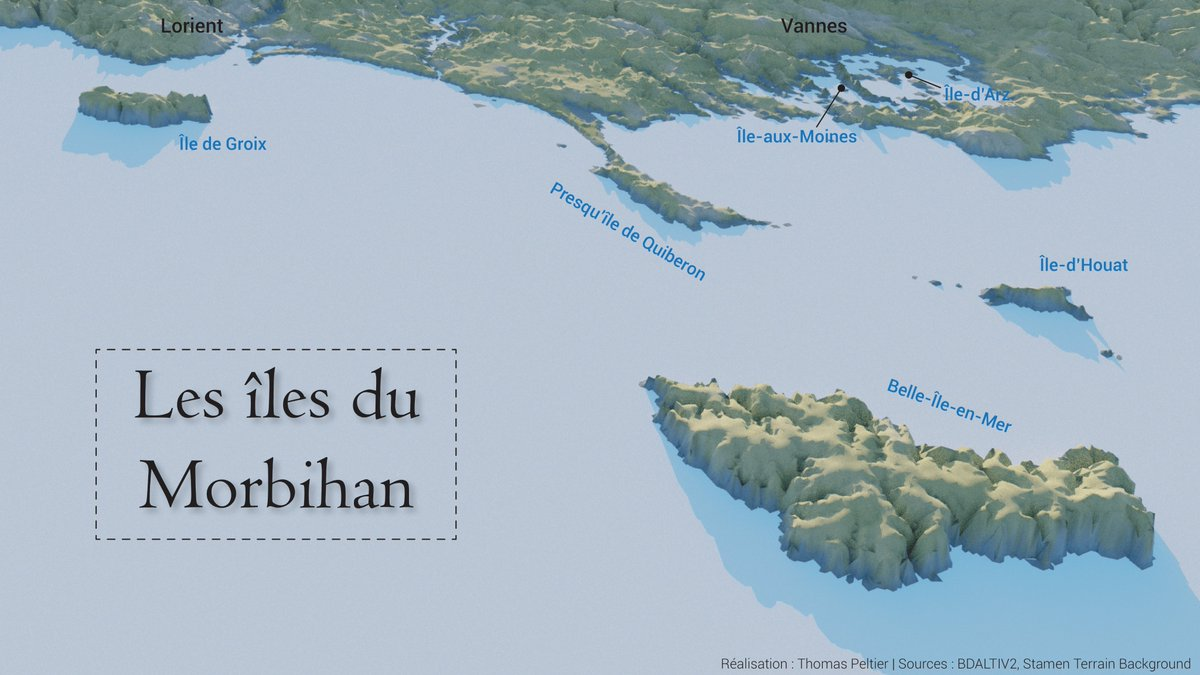 Lorient
Vannes
Île-d'Arz
Île-aux-Moines
Île de Groix
Presqu'île de Quiberon
Île-d'Houat
Belle-Île-en-Mer
Les îles du
Morbihan
Réalisation : Thomas Peltier | Sources : BDALTIV2, Stamen Terrain Background